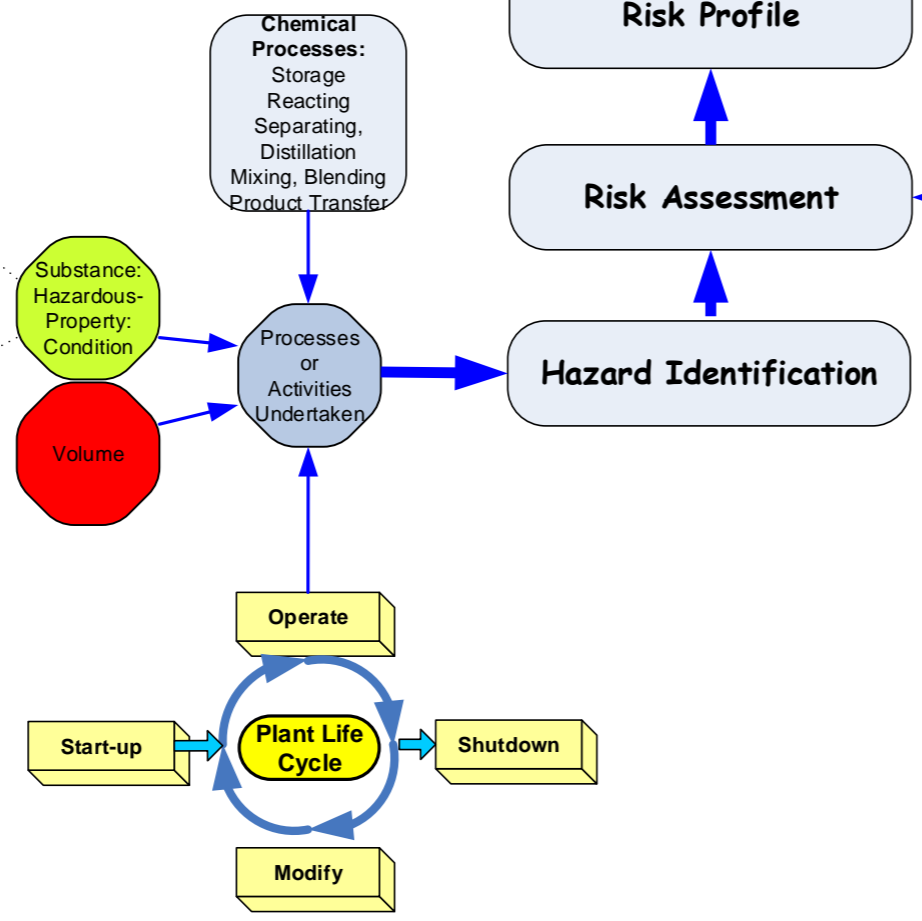 Risk Profile
Chemical
Processes:
Storage
Reacting
Separating,
Distillation
Mixing, Blending
Product Transfer
Risk Assessment
Substance:
Hazardous-
Property:
Condition
Processes
or
Activities
Undertaken
Hazard Identification
Volume
Operate
Start-up
Plant Life
Cycle
Shutdown
Modify